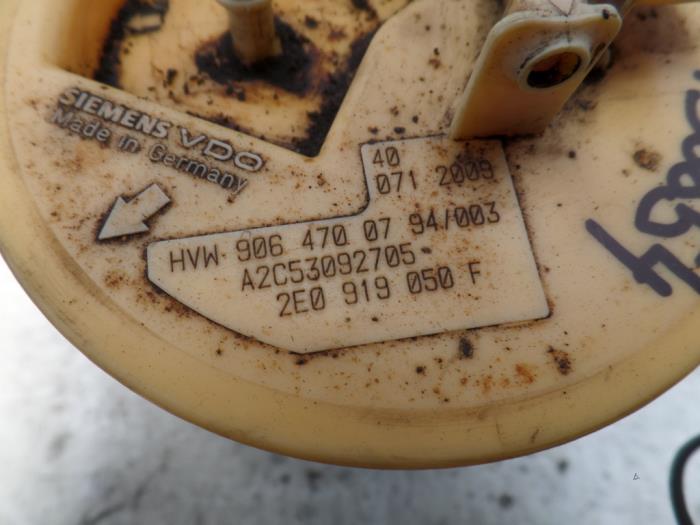 SIEMENS VDO
Made in Germany
40
071 2009
HVW 906 470 07 94/003
A2C53092705
2E0 919 050 F